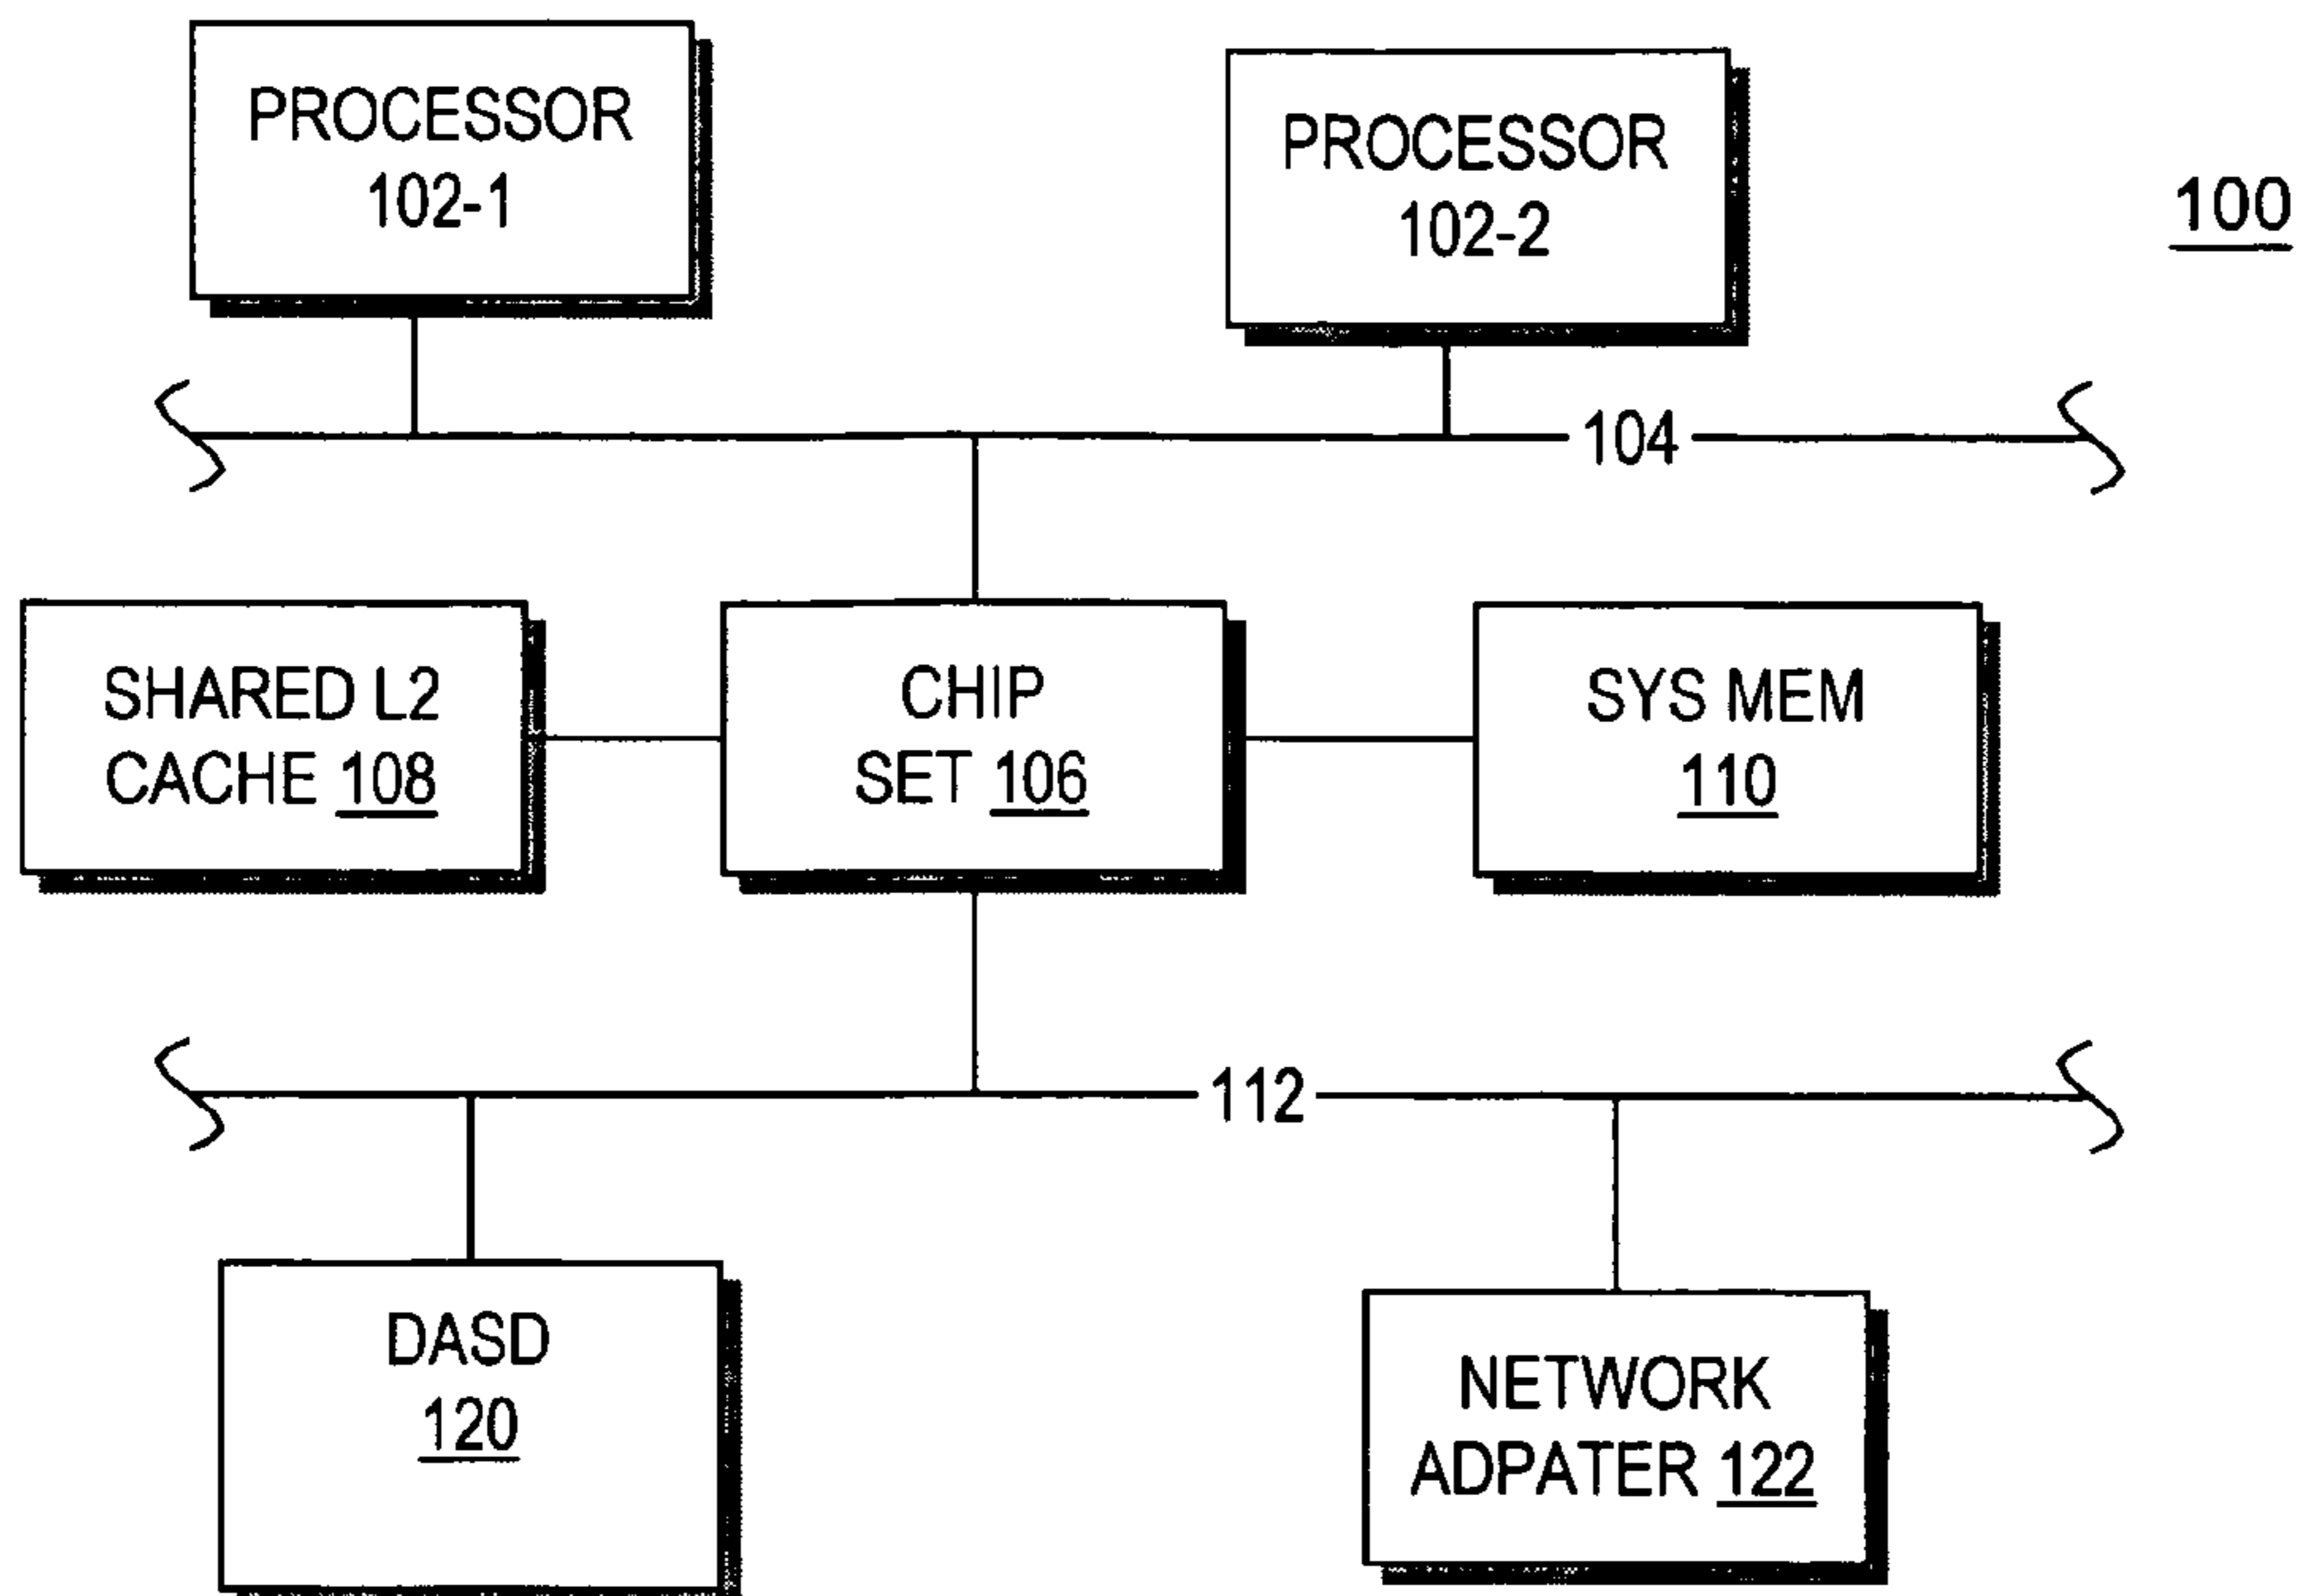 PROCESSOR
102-1
PROCESSOR
102-2
100
104
SHARED L2
CACHE 108
CHIP
SET 106
SYS MEM
110
112
DASD
120
NETWORK
ADPATER 122